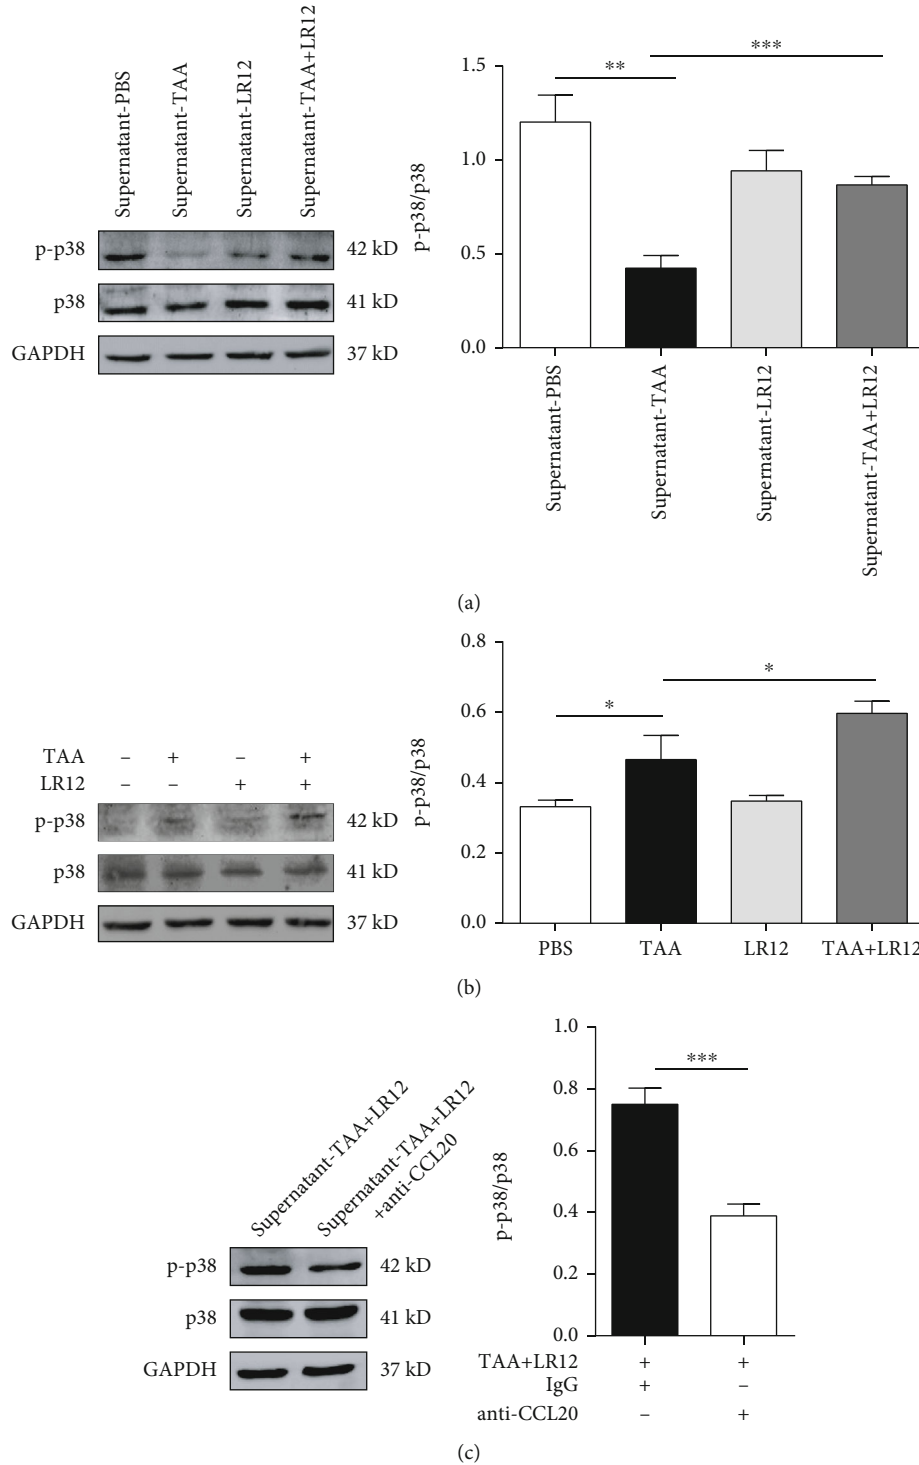 Supernatant-PBS
Supernatant-TAA
Supernatant-LR12
Supernatant-TAA+LR12
p-p38
42 kD
p38
41 kD
GAPDH
37 kD
p-p38/p38
1.5
1.0
0.5
0.0
**
***
Supernatant-PBS
Supernatant-TAA
Supernatant-LR12
Supernatant-TAA+LR12
(a)
TAA – + – +
LR12 – – + +
p-p38
42 kD
p38
41 kD
GAPDH
37 kD
p-p38/p38
0.8
0.6
0.4
0.2
0.0
*
*
PBS TAA LR12 TAA+LR12
(b)
Supernatant-TAA+LR12
Supernatant-TAA+LR12
+anti-CCL20
p-p38
42 kD
p38
41 kD
GAPDH
37 kD
p-p38/p38
1.0
0.8
0.6
0.4
0.2
0.0
***
TAA+LR12 + +
IgG + –
anti-CCL20 – +
(c)